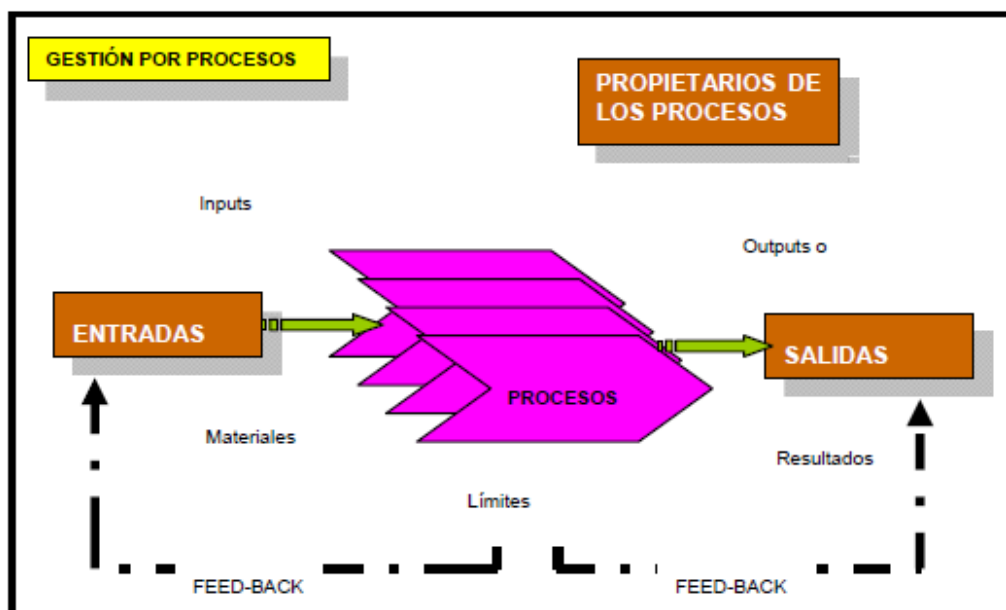 GESTIÓN POR PROCESOS
PROPIETARIOS DE
LOS PROCESOS
Inputs
Outputs o
ENTRADAS
SALIDAS
PROCESOS
Materiales
Resultados
Límites
FEED-BACK
FEED-BACK